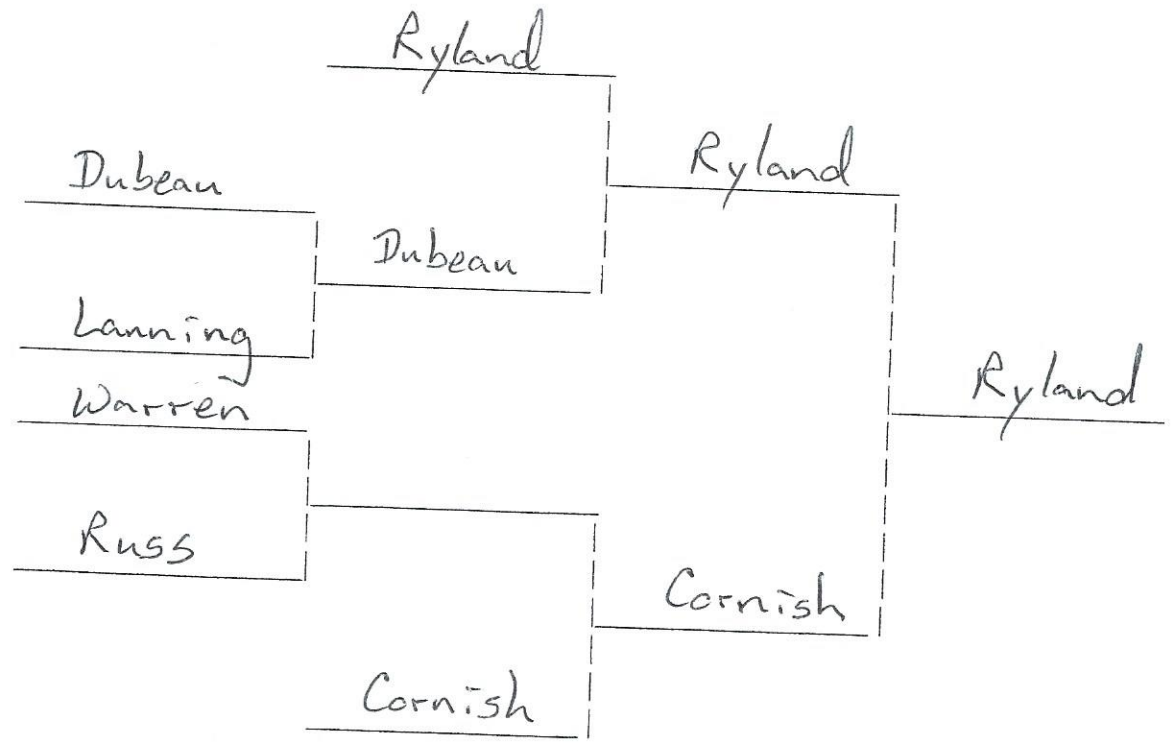 Ryland
Ryland
Dubeau
Dubeau
Lanning
Ryland
Warren
Russ
Cornish
Cornish